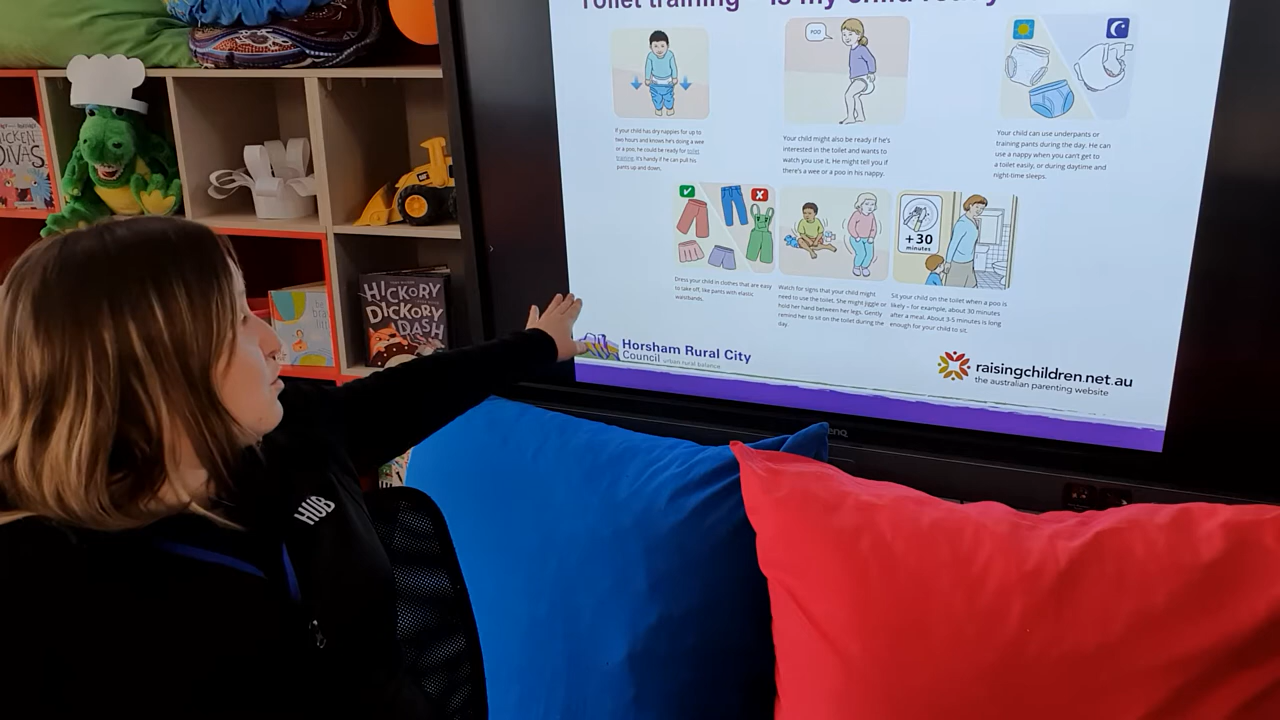 Toilet training – is my child ready
POO
If your child has dry nappies for up to
two hours and knows he's doing a wee
or a poo, he could be ready for toilet
training. It's handy if he can pull his
pants up and down.
Your child might also be ready if he's
interested in the toilet and wants to
watch you use it. He might tell you if
there's a wee or a poo in his nappy.
Your child can use underpants or
training pants during the day. He can
use a nappy when you can't get to
a toilet easily, or during daytime and
night-time sleeps.
+30
minutes
Dress your child in clothes that are easy
to take off, like pants with elastic
waistbands.
Watch for signs that your child might
need to use the toilet. She might jiggle or
hold her hand between her legs. Gently
remind her to sit on the toilet during the
day.
Sit your child on the toilet when a poo is
likely – for example, about 30 minutes
after a meal. About 3-5 minutes is long
enough for your child to sit.
Horsham Rural City
Council urban rural balance
raisingchildren.net.au
the australian parenting website
HICKORY
DICKORY
DASH
HUB